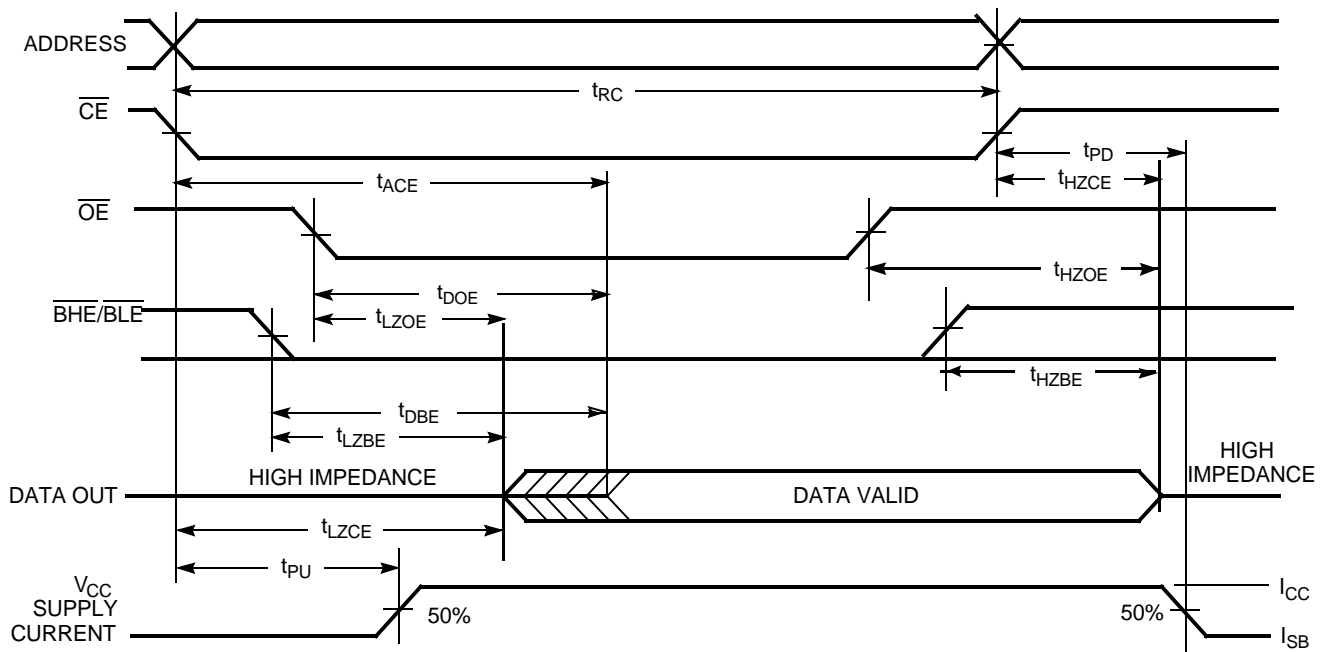 ADDRESS
tRC
CE
tPD
tACE
tHZCE
OE
tHZOE
tDOE
BHE/BLE
tLZOE
tHZBE
tDBE
tLZBE
HIGH IMPEDANCE
HIGH
IMPEDANCE
DATA OUT
DATA VALID
tLZCE
tPU
VCC
SUPPLY
CURRENT
50%
50%
ICC
ISB